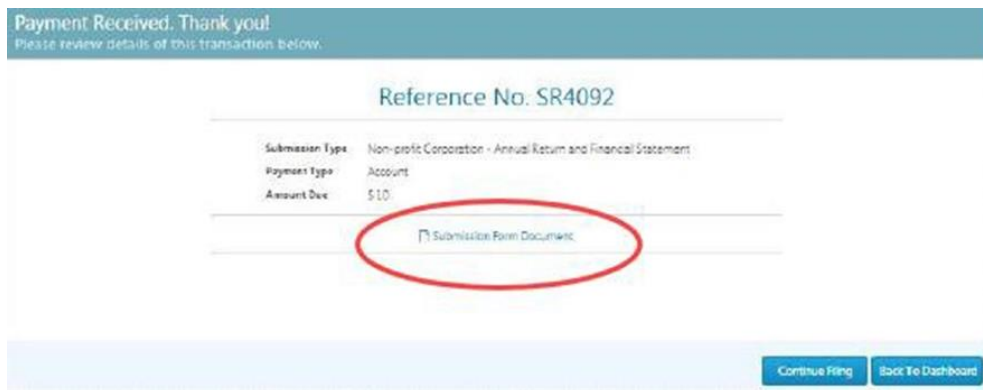 Payment Received. Thank you!
Please review details of this transaction below.
Reference No. SR4092
Submission Type Non-profit Corporation - Annual Return and Financial Statement
Payment Type Account
Amount Due $10
Submission Form Document
Continue Filing Back To Dashboard